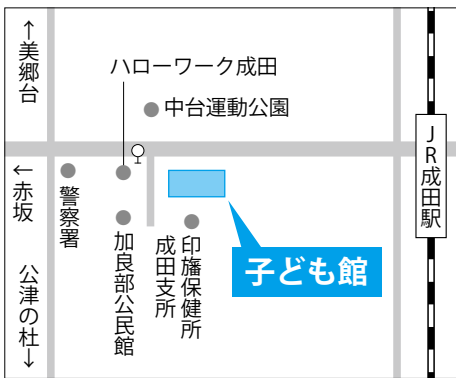 ↑美郷台
ハローワーク成田
中台運動公園
JR成田駅
←赤坂
警察署
加良部公民館
印旛保健所
成田支所
子ども館
公津の杜↓